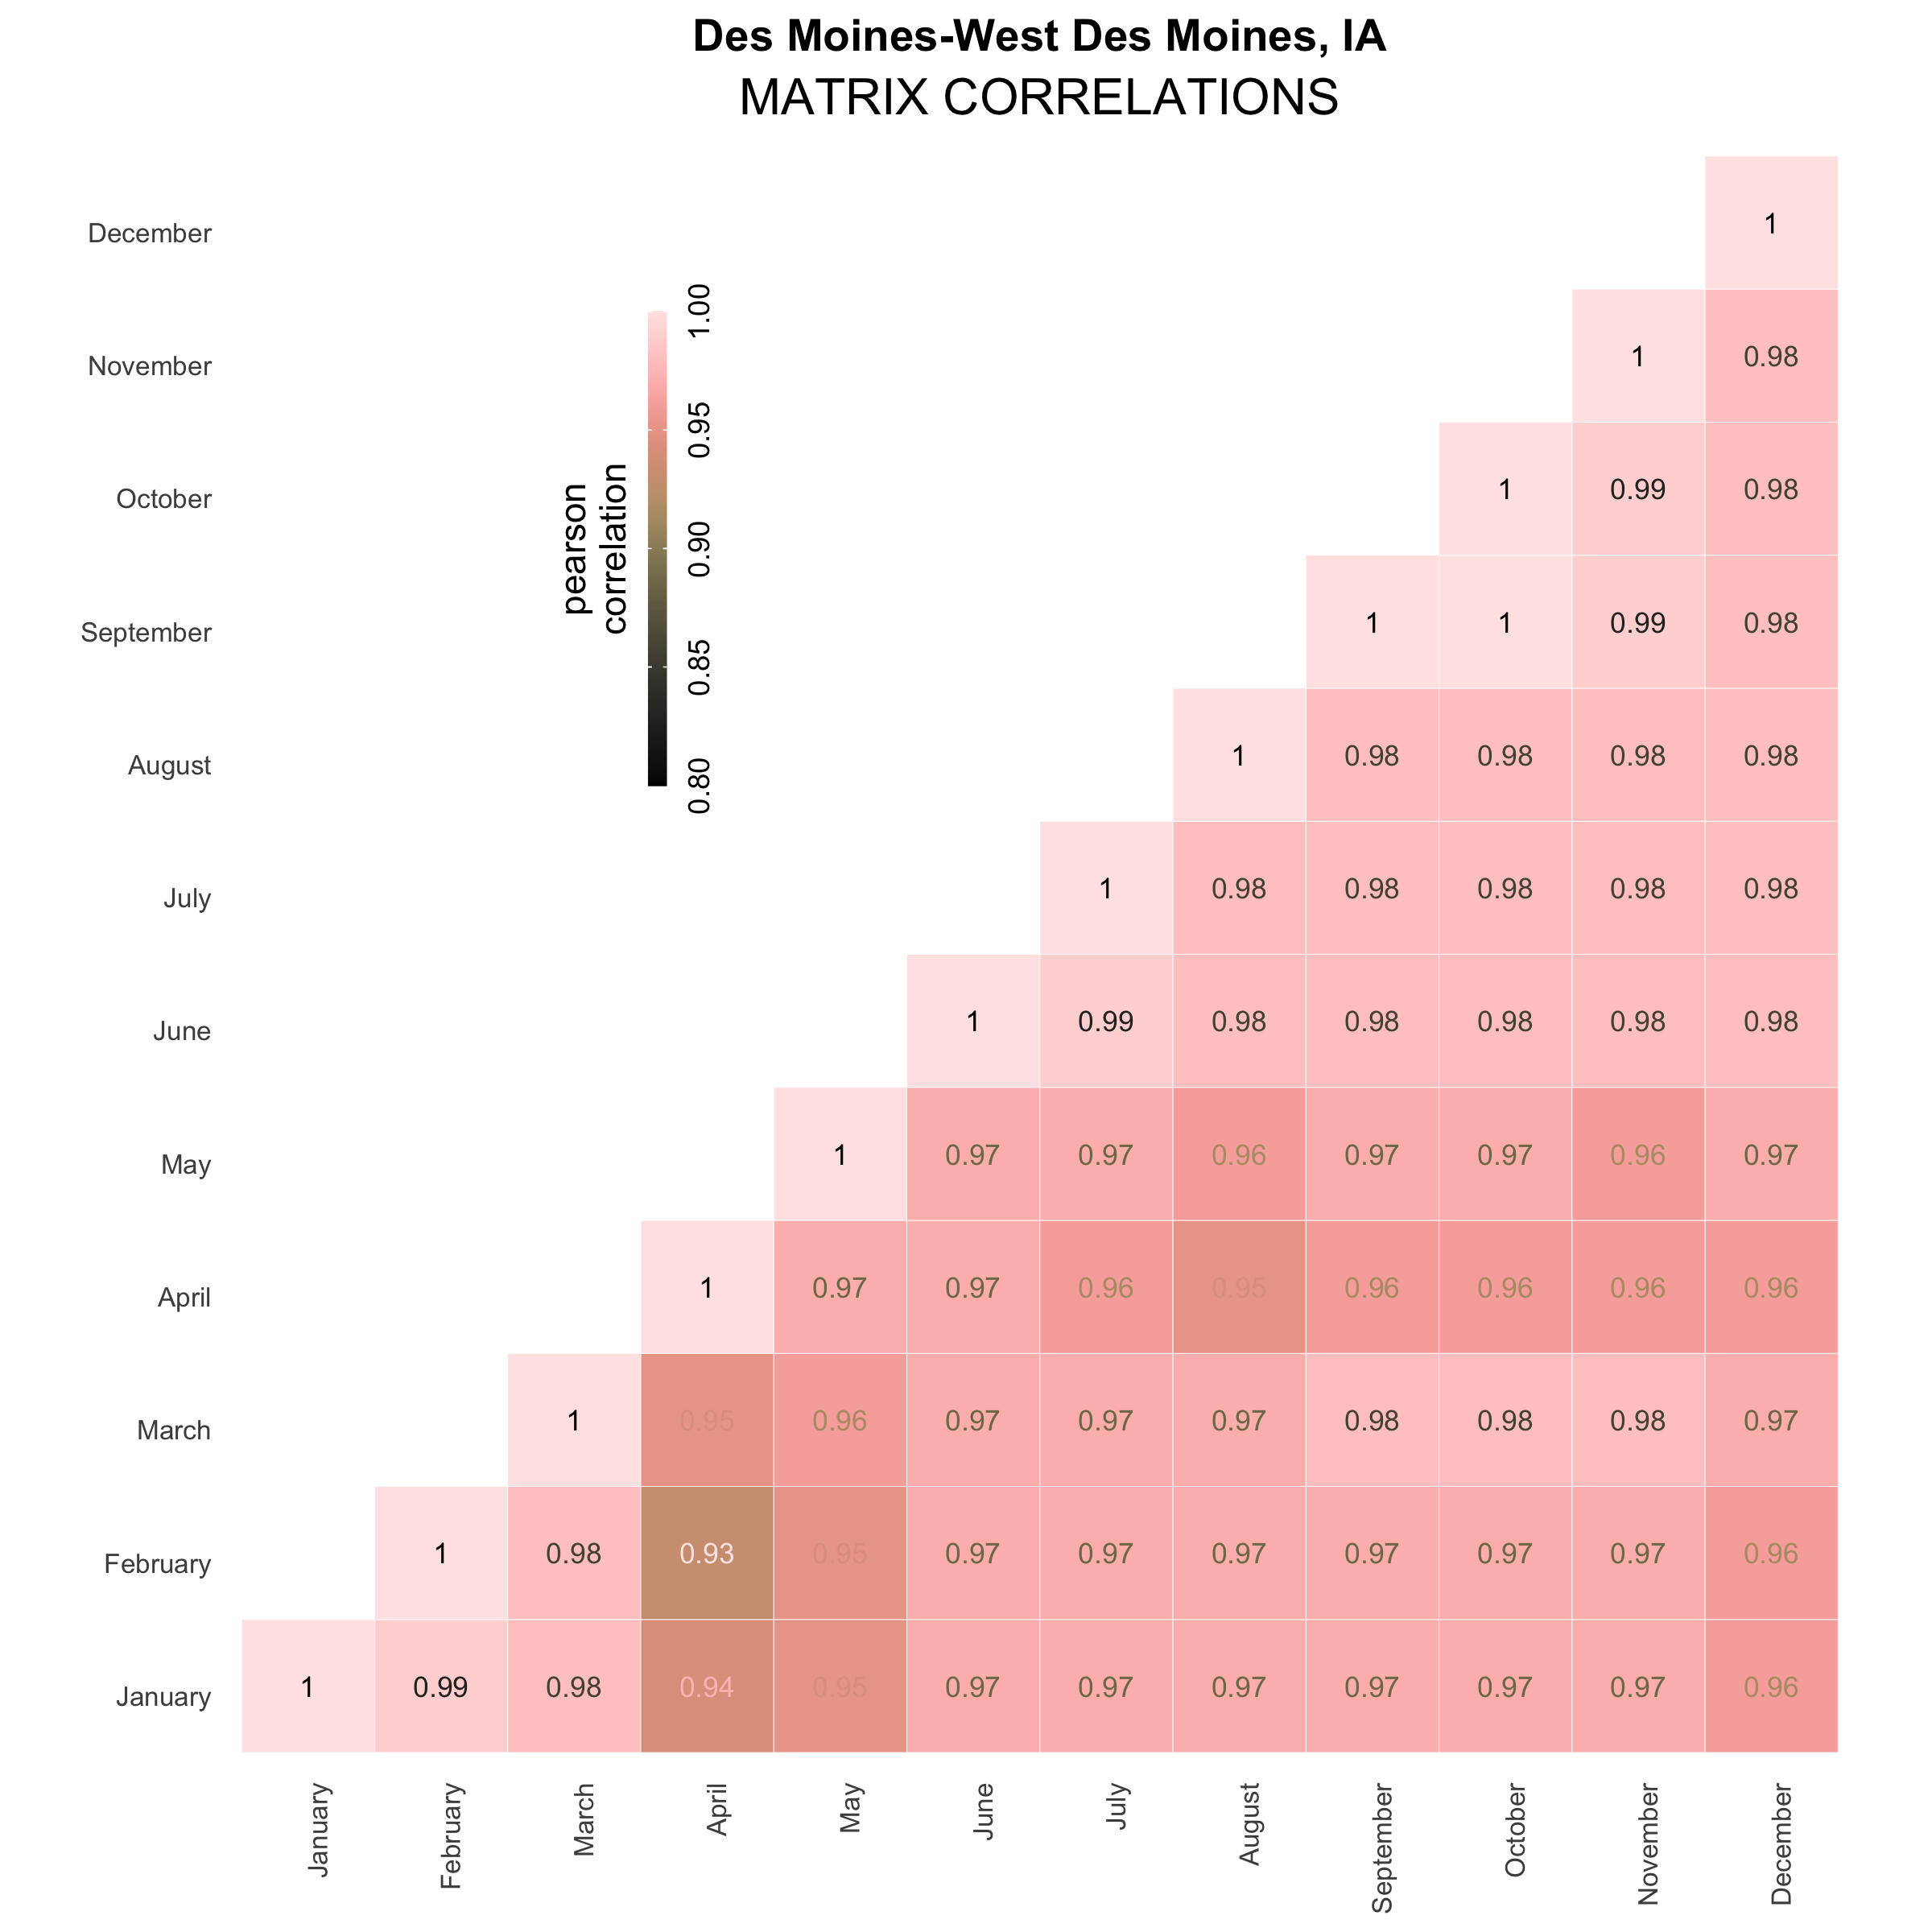 Des Moines-West Des Moines, IA
MATRIX CORRELATIONS
pearson
correlation
1.00
0.95
0.90
0.85
0.80
December 1
November 1 0.98
October 1 0.99 0.98
September 1 1 0.99 0.98
August 1 0.98 0.98 0.98 0.98
July 1 0.98 0.98 0.98 0.98 0.98
June 1 0.99 0.98 0.98 0.98 0.98 0.98
May 1 0.97 0.97 0.96 0.97 0.97 0.96 0.97
April 1 0.97 0.97 0.96 0.95 0.96 0.96 0.96 0.96
March 1 0.95 0.96 0.97 0.97 0.97 0.98 0.98 0.98 0.97
February 1 0.98 0.93 0.95 0.97 0.97 0.97 0.97 0.97 0.97 0.96
January 1 0.99 0.98 0.94 0.95 0.97 0.97 0.97 0.97 0.97 0.97 0.96
January February March April May June July August September October November December